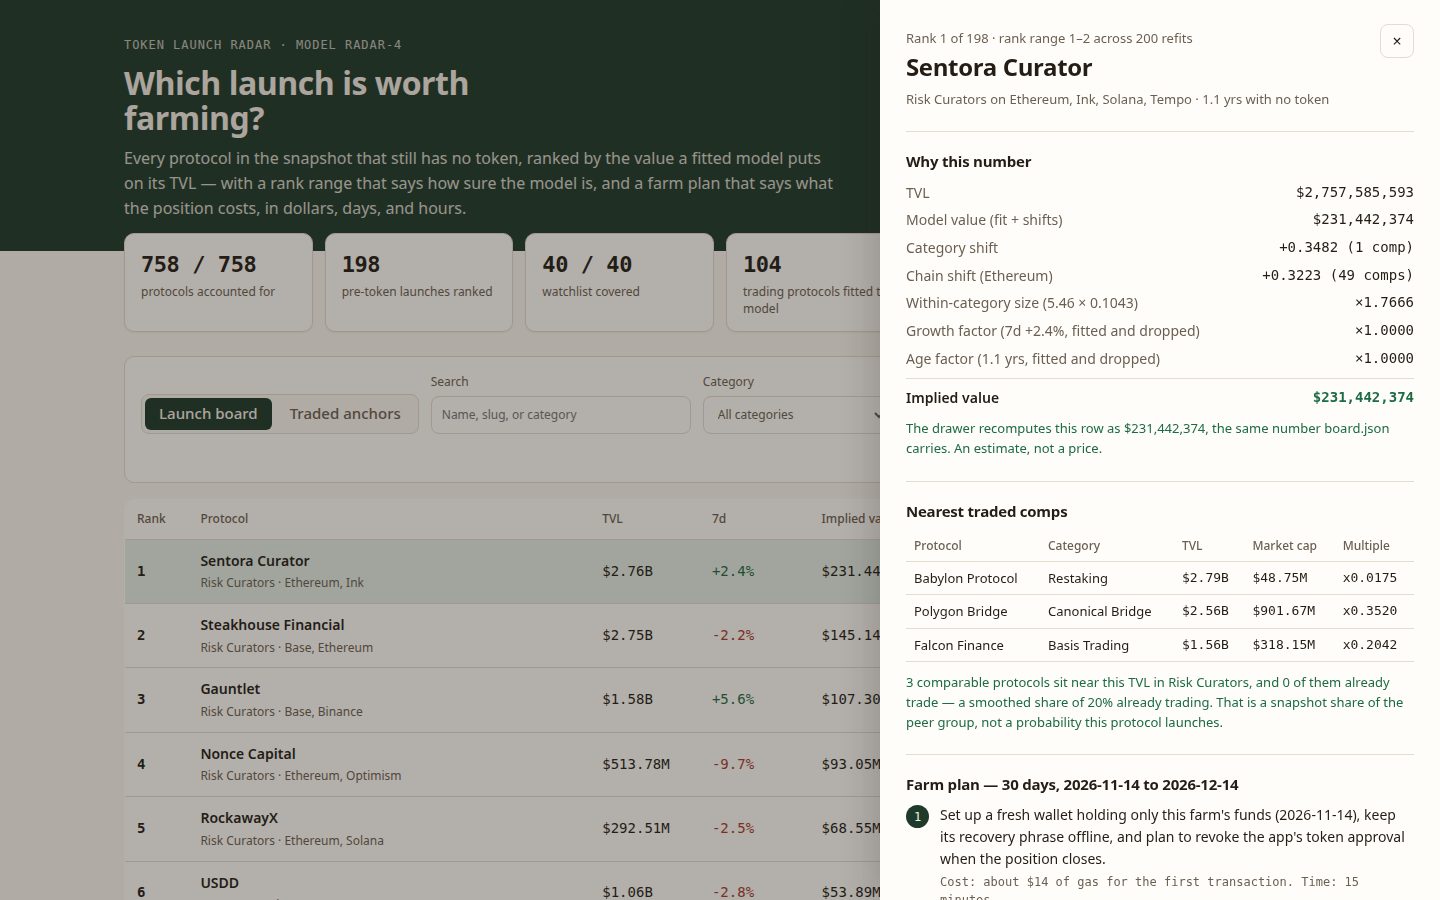 TOKEN LAUNCH RADAR · MODEL RADAR-4
Which launch is worth
farming?
Every protocol in the snapshot that still has no token, ranked by the value a fitted model puts
on its TVL — with a rank range that says how sure the model is, and a farm plan that says what
the position costs, in dollars, days, and hours.
758 / 758
protocols accounted for
198
pre-token launches ranked
40 / 40
watchlist covered
104
trading protocols fitted t
model
Launch board
Traded anchors
Search
Name, slug, or category
Category
All categories
Rank Protocol TVL 7d Implied va
1 Sentora Curator $2.76B +2.4% $231.44
Risk Curators · Ethereum, Ink
2 Steakhouse Financial $2.75B -2.2% $145.14
Risk Curators · Base, Ethereum
3 Gauntlet $1.58B +5.6% $107.30
Risk Curators · Base, Binance
4 Nonce Capital $513.78M -9.7% $93.05M
Risk Curators · Ethereum, Optimism
5 RockawayX $292.51M -2.5% $68.55M
Risk Curators · Ethereum, Solana
6 USDD $1.06B -2.8% $53.89M
Rank 1 of 198 · rank range 1–2 across 200 refits
×
Sentora Curator
Risk Curators on Ethereum, Ink, Solana, Tempo · 1.1 yrs with no token
Why this number
TVL $2,757,585,593
Model value (fit + shifts) $231,442,374
Category shift +0.3482 (1 comp)
Chain shift (Ethereum) +0.3223 (49 comps)
Within-category size (5.46 × 0.1043) ×1.7666
Growth factor (7d +2.4%, fitted and dropped) ×1.0000
Age factor (1.1 yrs, fitted and dropped) ×1.0000
Implied value $231,442,374
The drawer recomputes this row as $231,442,374, the same number board.json
carries. An estimate, not a price.
Nearest traded comps
Protocol Category TVL Market cap Multiple
Babylon Protocol Restaking $2.79B $48.75M x0.0175
Polygon Bridge Canonical Bridge $2.56B $901.67M x0.3520
Falcon Finance Basis Trading $1.56B $318.15M x0.2042
3 comparable protocols sit near this TVL in Risk Curators, and 0 of them already
trade — a smoothed share of 20% already trading. That is a snapshot share of the
peer group, not a probability this protocol launches.
Farm plan — 30 days, 2026-11-14 to 2026-12-14
1 Set up a fresh wallet holding only this farm's funds (2026-11-14), keep
its recovery phrase offline, and plan to revoke the app's token approval
when the position closes.
Cost: about $14 of gas for the first transaction. Time: 15
minutes